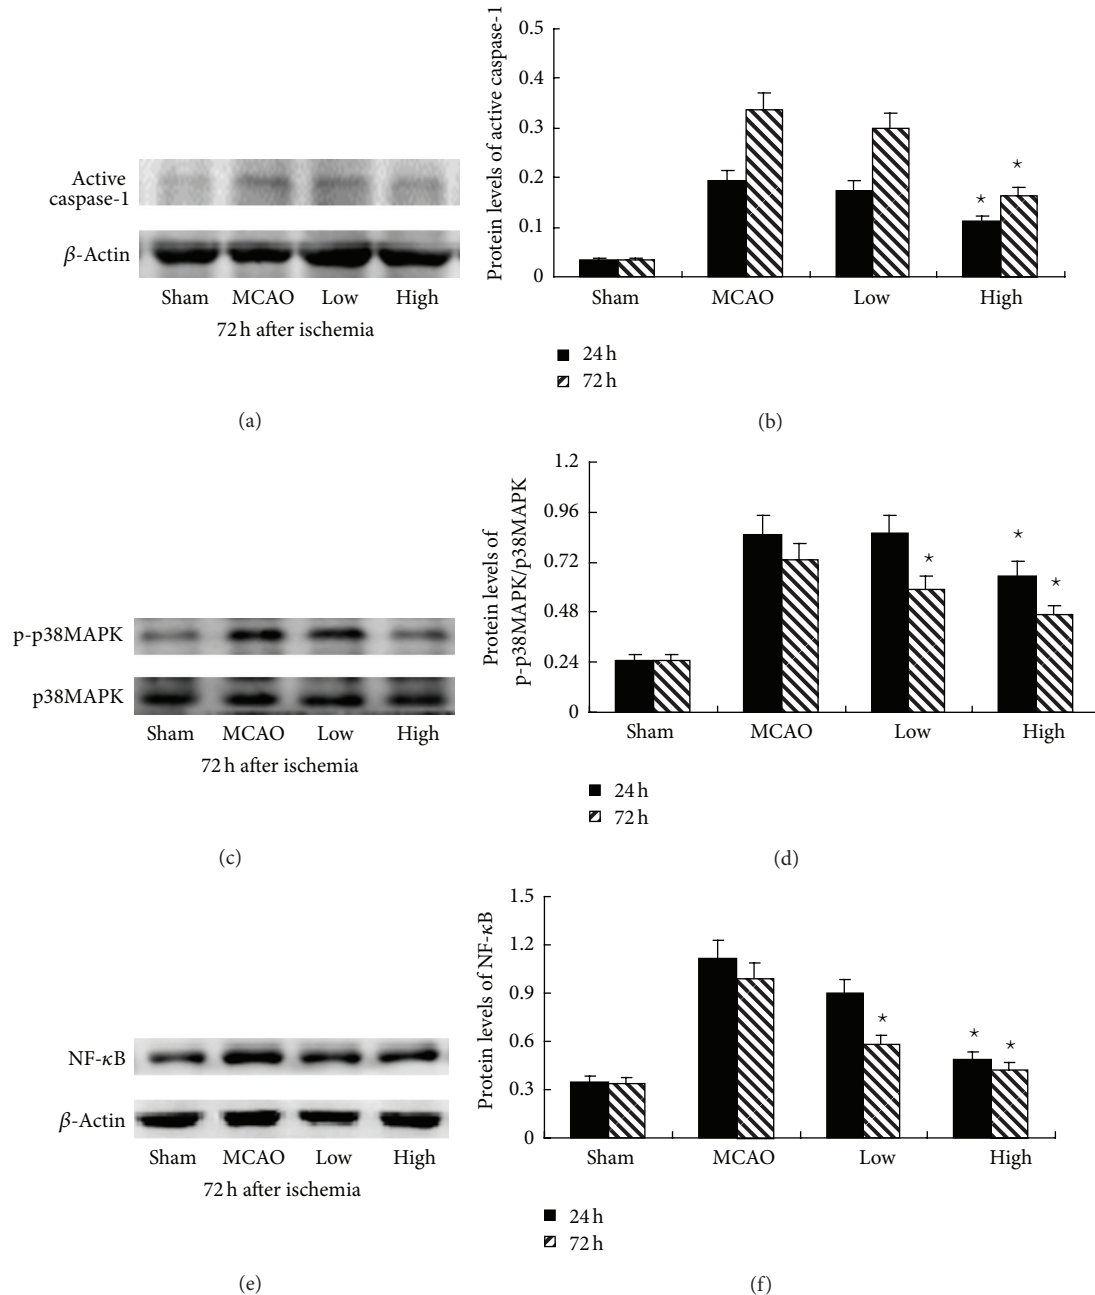 Active
caspase-1
β-Actin
Sham MCAO Low High
72 h after ischemia
(a)
Protein levels of active caspase-1
0.5
0.4
0.3
0.2
0.1
0
* *
Sham MCAO Low High
24 h
72 h
(b)
p-p38MAPK
p38MAPK
Sham MCAO Low High
72 h after ischemia
(c)
Protein levels of
p-p38MAPK/p38MAPK
1.2
0.96
0.72
0.48
0.24
0
* * *
Sham MCAO Low High
24 h
72 h
(d)
NF-κB
β-Actin
Sham MCAO Low High
72 h after ischemia
(e)
Protein levels of NF-κB
1.5
1.2
0.9
0.6
0.3
0
* * *
Sham MCAO Low High
24 h
72 h
(f)